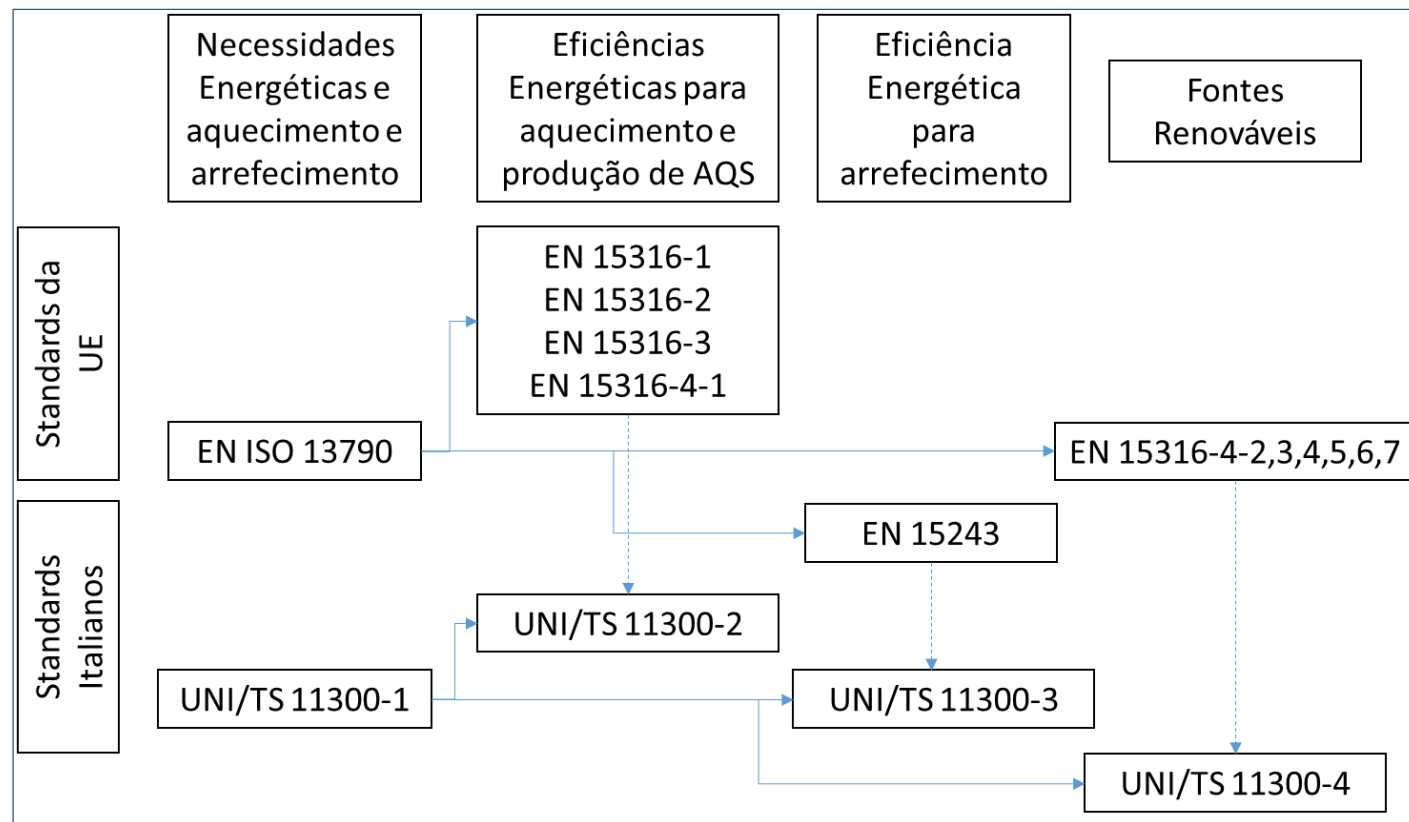 Necessidades
Energéticas e
aquecimento e
arrefecimento
Eficiências
Energéticas para
aquecimento e
produção de AQS
Eficiência
Energética
para
arrefecimento
Fontes
Renováveis
Standards da
UE
EN 15316-1
EN 15316-2
EN 15316-3
EN 15316-4-1
EN ISO 13790
EN 15316-4-2,3,4,5,6,7
EN 15243
Standards
Italianos
UNI/TS 11300-2
UNI/TS 11300-1
UNI/TS 11300-3
UNI/TS 11300-4